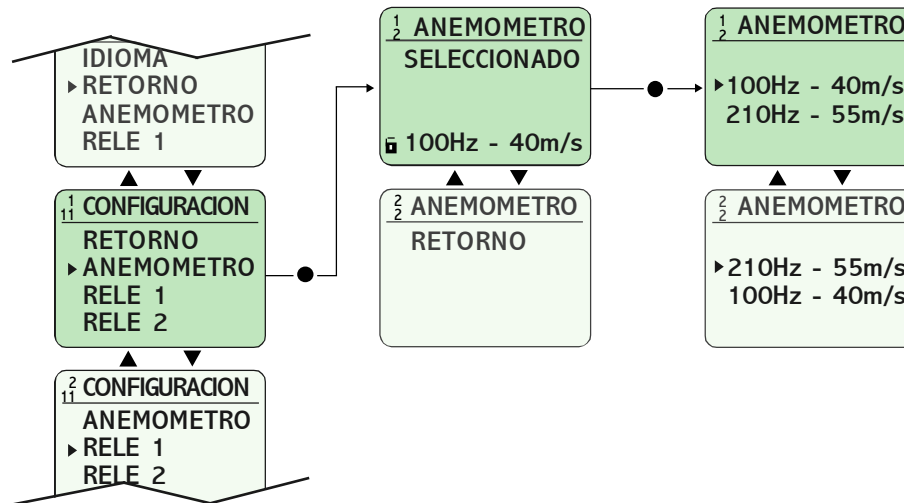 IDIOMA
RETORNO
ANEMOMETRO
RELE 1
1 11 CONFIGURACION
RETORNO
ANEMOMETRO
RELE 1
RELE 2
2 11 CONFIGURACION
ANEMOMETRO
RELE 1
RELE 2
1 2 ANEMOMETRO
SELECCIONADO
100Hz - 40m/s
2 2 ANEMOMETRO
RETORNO
1 2 ANEMOMETRO
100Hz - 40m/s
210Hz - 55m/s
2 2 ANEMOMETRO
210Hz - 55m/s
100Hz - 40m/s